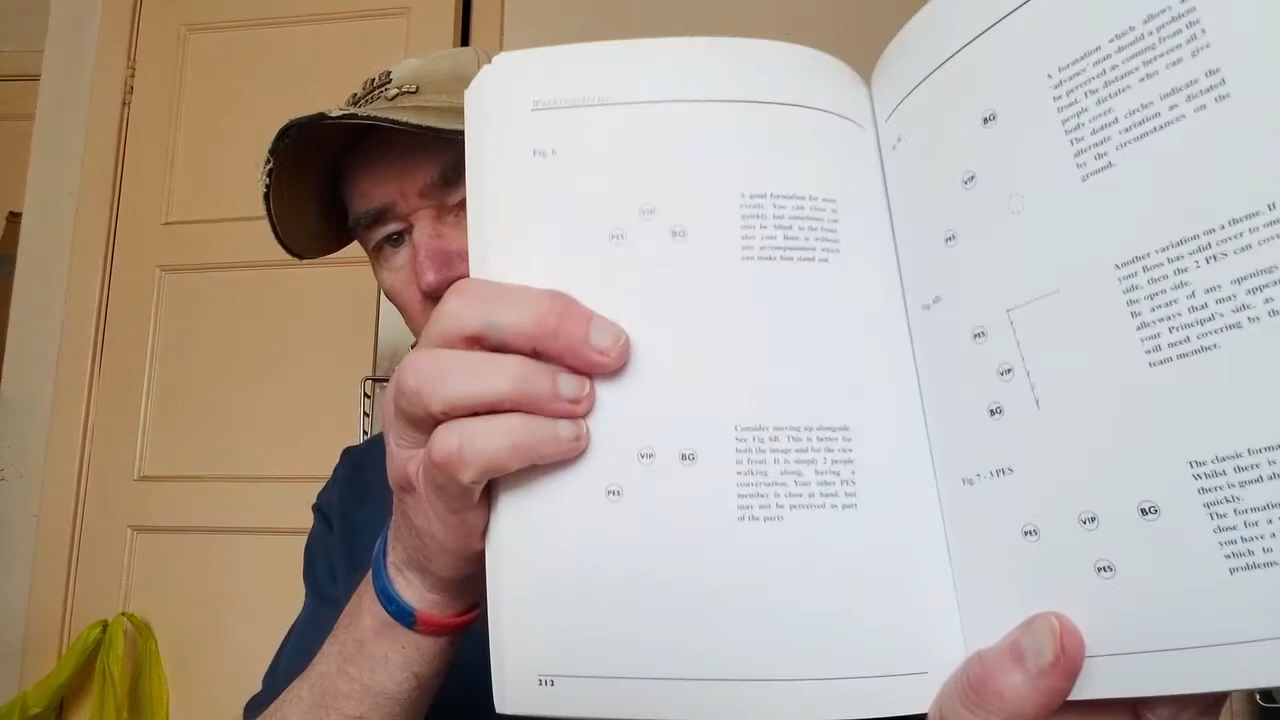 Walking Drills
Fig. 6
A good formation for most
events. You can close in
quickly, but sometimes you
may be 'blind' to the front,
also your Boss is without
any accompaniment which
can make him stand out.
VIP
PES
BG
Consider moving up alongside.
See Fig 6B. This is better for
both the image and for the view
in front. It is simply 2 people
walking along, having a
conversation. Your other PES
member is close at hand, but
may not be perceived as part
of the party
VIP BG
PES
212
A formation which allows
'advance' man should a problem
be perceived as coming from the
front. The distance between all 3
people dictates who can give
body cover.
The dotted circles indicate the
alternate variation as dictated
by the circumstances on the
ground.
BG
VIP
PES
Another variation on a theme. If
your Boss has solid cover to one
side, then the 2 PES can cover
the open side.
Be aware of any openings
alleyways that may appear
your Principal's side, as
will need covering by the
team member.
Fig. 6D.
PES
VIP
BG
Fig. 7 - 3 PES
The classic forma
Whilst there is
there is good ab
quickly.
The formatio
close for a
you have a
which to
problems.
PES VIP BG
PES